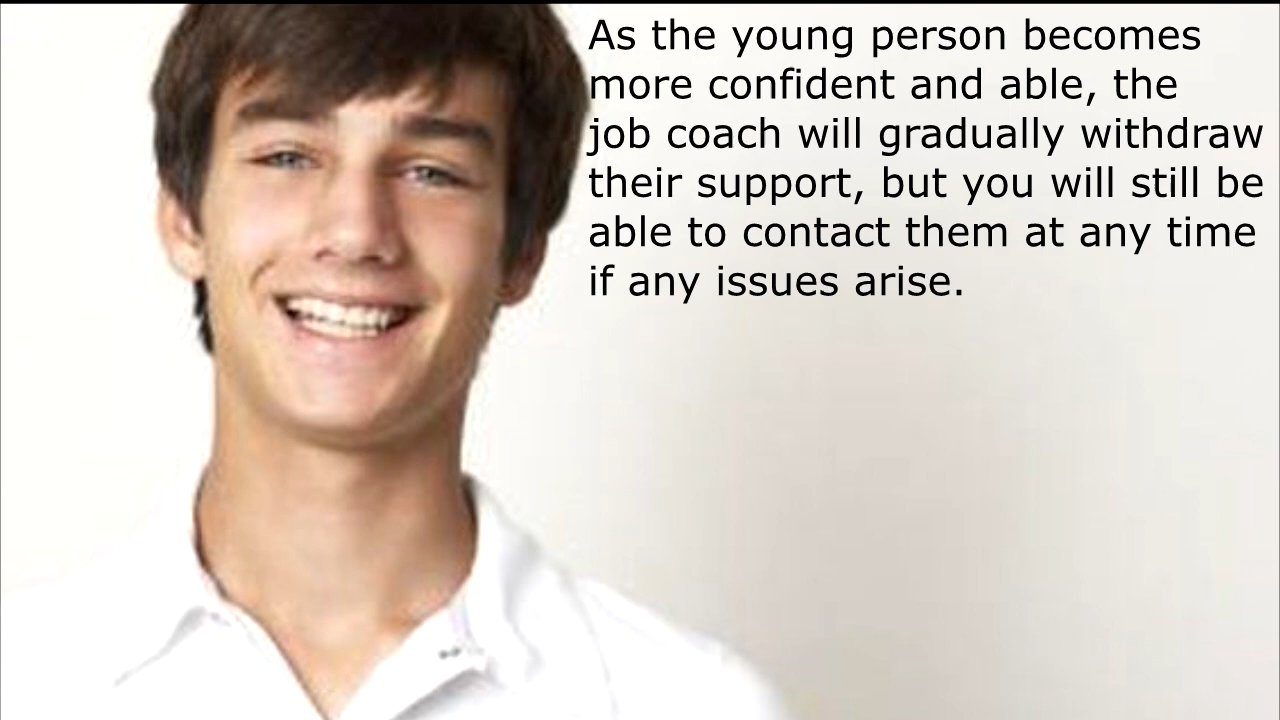 As the young person becomes
more confident and able, the
job coach will gradually withdraw
their support, but you will still be
able to contact them at any time
if any issues arise.